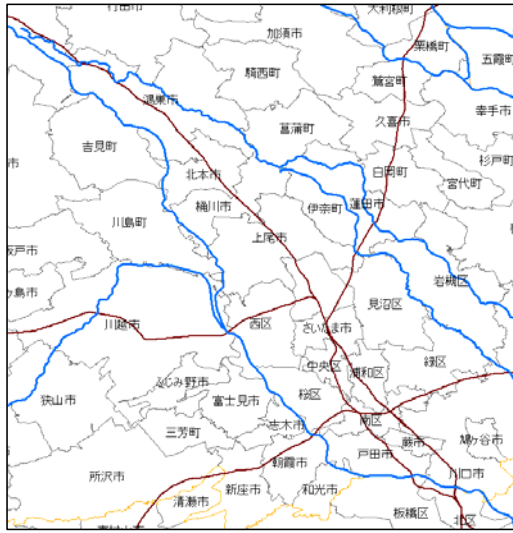 行田市
大利根町
加須市
栗橋町
五霞町
騎西町
鷲宮町
鴻巣市
幸手市
菖蒲町
久喜市
吉見町
杉戸町
北本市
白岡町
宮代町
桶川市
伊奈町
蓮田市
川島町
上尾市
岩槻区
見沼区
川越市
西区
さいたま市
中央区
浦和区
緑区
ふじみ野市
桜区
狭山市
富士見市
南区
志木市
三芳町
蕨市
鳩ヶ谷市
戸田市
朝霞市
所沢市
川口市
新座市
和光市
清瀬市
板橋区
北区